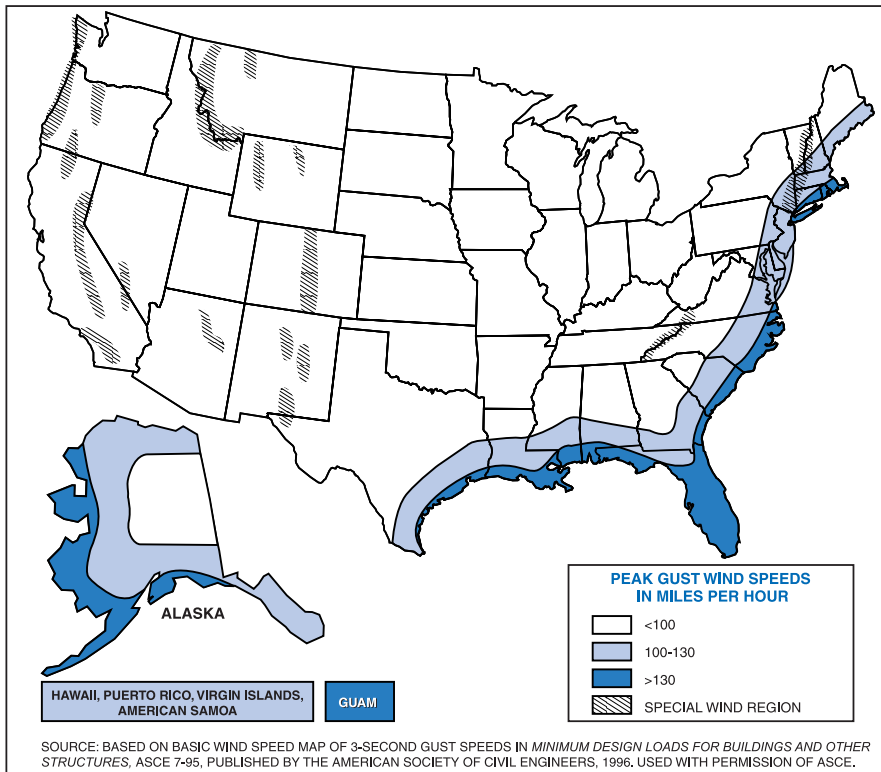 ALASKA
HAWAII, PUERTO RICO, VIRGIN ISLANDS,
AMERICAN SAMOA
GUAM
PEAK GUST WIND SPEEDS
IN MILES PER HOUR
<100
100-130
>130
SPECIAL WIND REGION
SOURCE: BASED ON BASIC WIND SPEED MAP OF 3-SECOND GUST SPEEDS IN MINIMUM DESIGN LOADS FOR BUILDINGS AND OTHER
STRUCTURES, ASCE 7-95, PUBLISHED BY THE AMERICAN SOCIETY OF CIVIL ENGINEERS, 1996. USED WITH PERMISSION OF ASCE.